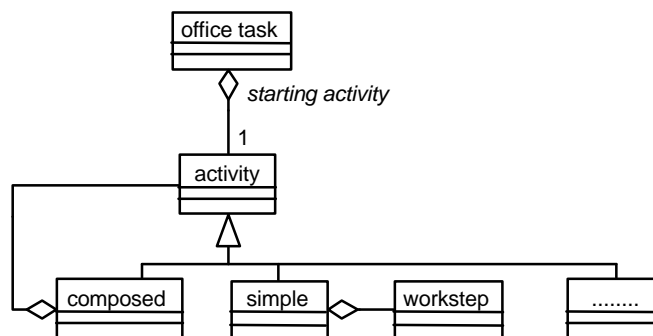 office task
starting activity
1
activity
composed
simple
workstep
........